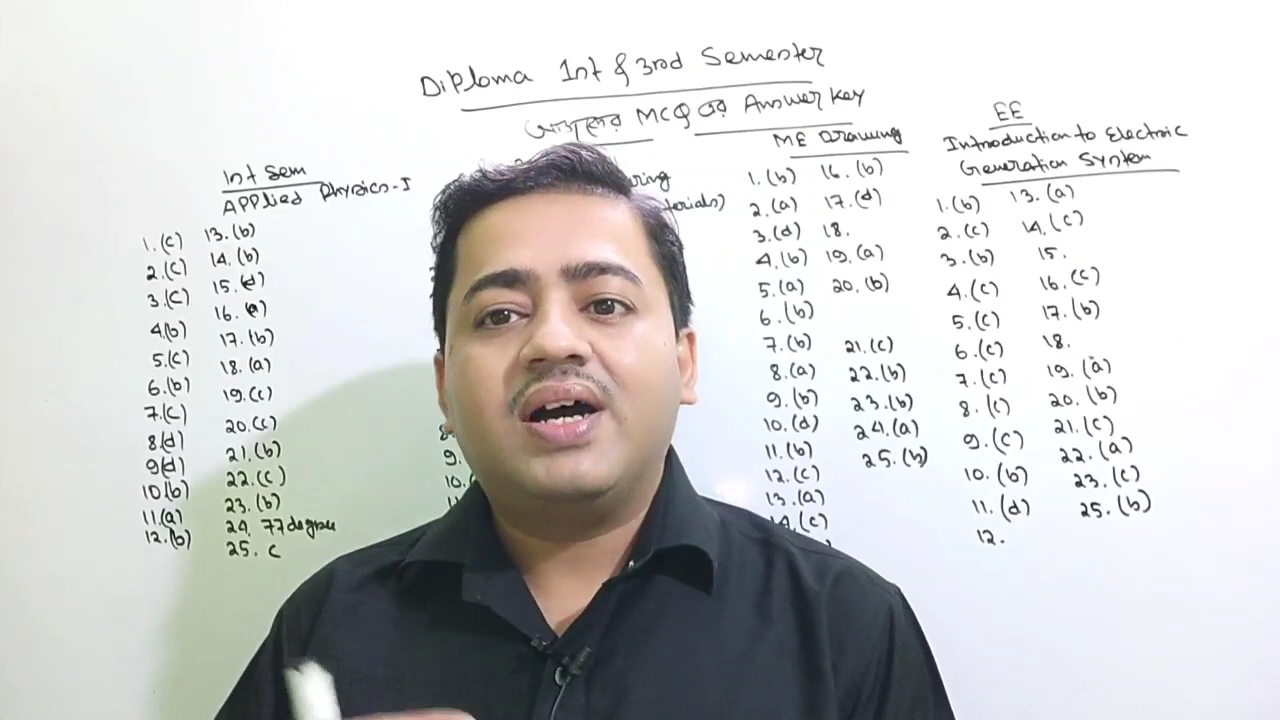 Diploma 1st & 3rd Semester
আজকের MCQ এর Answer Key
1st Sem
Applied Physics-I
1. (c)
2. (c)
3. (c)
4. (b)
5. (c)
6. (b)
7. (c)
8. (d)
9. (d)
10. (b)
11. (a)
12. (b)
13. (b)
14. (b)
15. (d)
16. (a)
17. (b)
18. (a)
19. (c)
20. (c)
21. (b)
22. (c)
23. (b)
24. 77 degree
25. c
9.
10.
ME Drawing
1. (b)
2. (a)
3. (d)
4. (b)
5. (a)
6. (b)
7. (b)
8. (a)
9. (b)
10. (d)
11. (b)
12. (c)
13. (a)
14. (c)
16. (b)
17. (d)
18.
19. (a)
20. (b)
21. (c)
22. (b)
23. (b)
24. (a)
25. (b)
EE
Introduction to Electric
Generation System
1. (b)
2. (c)
3. (b)
4. (c)
5. (c)
6. (c)
7. (c)
8. (c)
9. (c)
10. (b)
11. (d)
12.
13. (a)
14. (c)
15.
16. (c)
17. (b)
18.
19. (a)
20. (b)
21. (c)
22. (a)
23. (c)
25. (b)